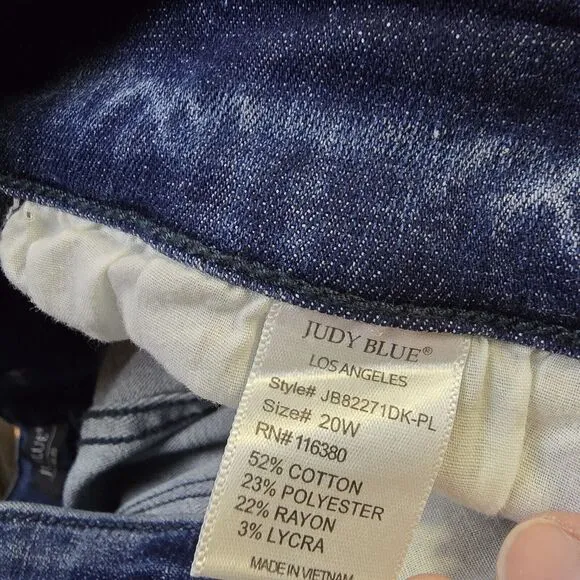 JUDY BLUE®
LOS ANGELES
Style# JB82271DK-PL
Size# 20W
RN# 116380
52% COTTON
23% POLYESTER
22% RAYON
3% LYCRA
MADE IN VIETNAM